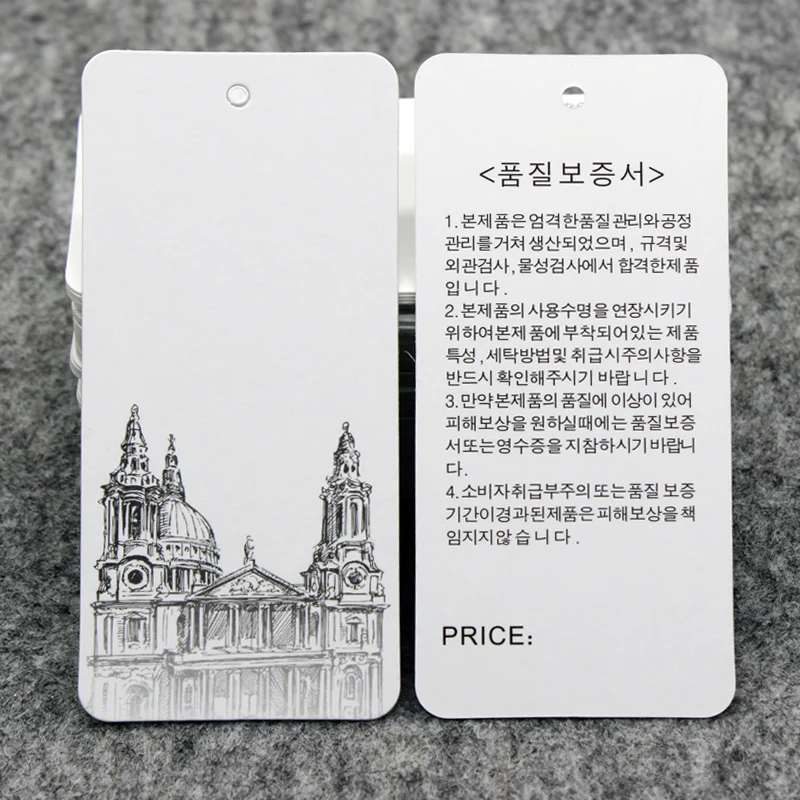 <품질보증서>
1.본제품은엄격한품질관리와공정
관리를거쳐생산되었으며, 규격및
외관검사,물성검사에서 합격한제품
입니다.
2.본제품의사용수명을 연장시키기
위하여본제품에부착되어있는 제품
특성,세탁방법및 취급시주의사항을
반드시확인해주시기 바랍니다.
3.만약본제품의품질에이상이있어
피해보상을원하실때에는품질보증
서또는영수증을지참하시기바랍니
다.
4.소비자취급부주의또는품질 보증
기간이경과된제품은피해보상을책
임지지않습니다.
PRICE: